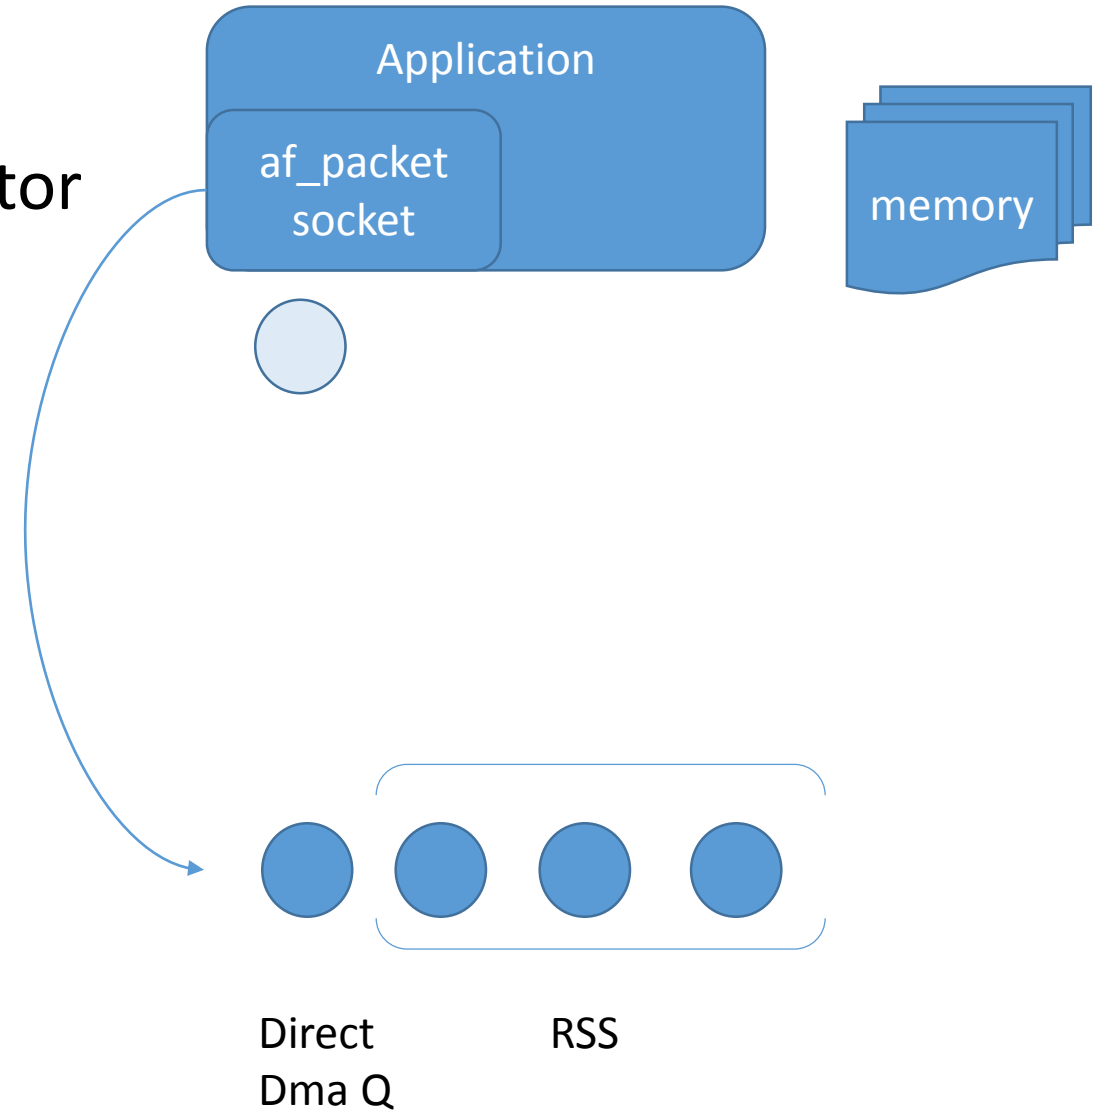 Application
af_packet
socket
tor
memory
Direct
Dma Q
RSS